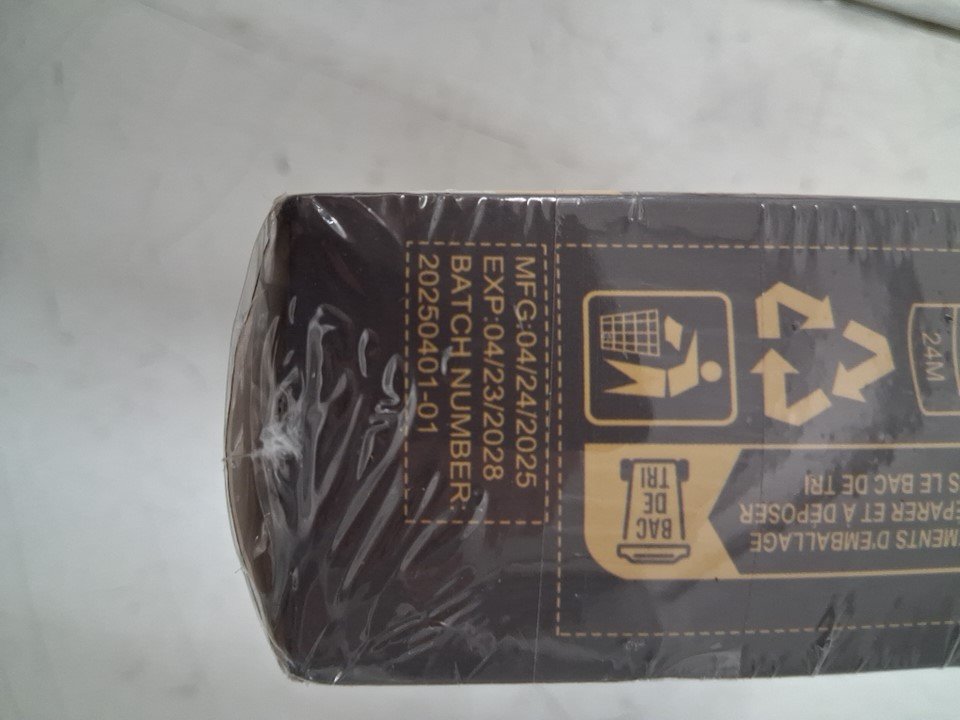 MFG:04/24/2025
EXP:04/23/2028
BATCH NUMBER:
20250401-01
24M
BAC
DE
TRI
MENTS D'EMBALLAGE
ÉPARER ET À DÉPOSER
S LE BAC DE TRI